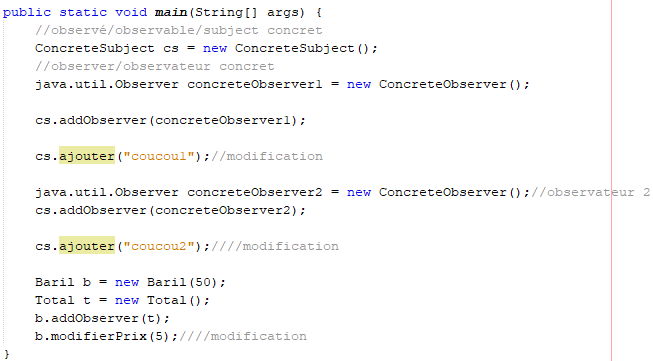 public static void main(String[] args) {
//observé/observable/subject concret
ConcreteSubject cs = new ConcreteSubject();
//observer/observateur concret
java.util.Observer concreteObserver1 = new ConcreteObserver();
cs.addObserver(concreteObserver1);
cs.ajouter("coucou1");//modification
java.util.Observer concreteObserver2 = new ConcreteObserver();//observateur 2
cs.addObserver(concreteObserver2);
cs.ajouter("coucou2");////modification
Baril b = new Baril(50);
Total t = new Total();
b.addObserver(t);
b.modifierPrix(5);////modification
}